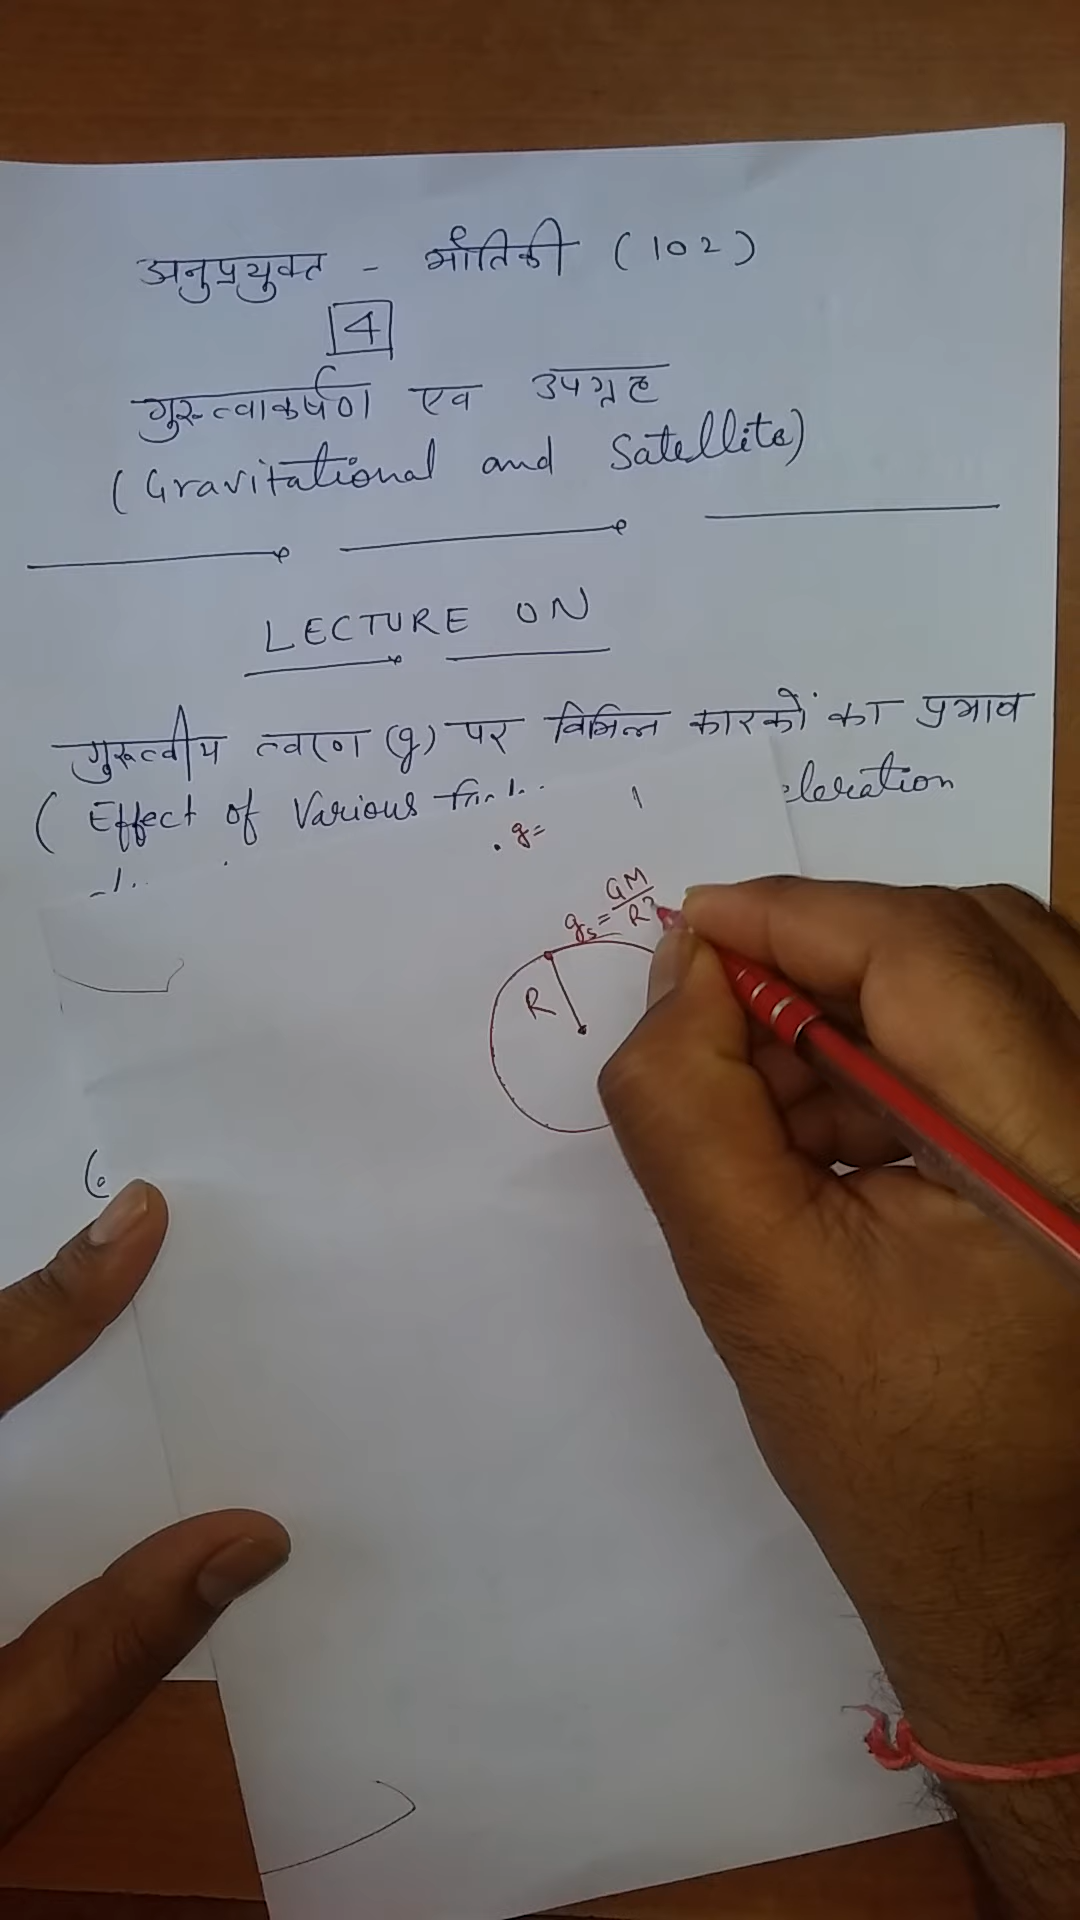 अनुप्रयुक्त - भौतिकी (102)
4
गुरूत्वाकर्षण एव उपग्रह
(Gravitational and Satellite)
LECTURE ON
गुरूत्वीय त्वरण (g) पर विभिन्न कारकों का प्रभाव
( Effect of Various
. g=
gs = GM/R²
R